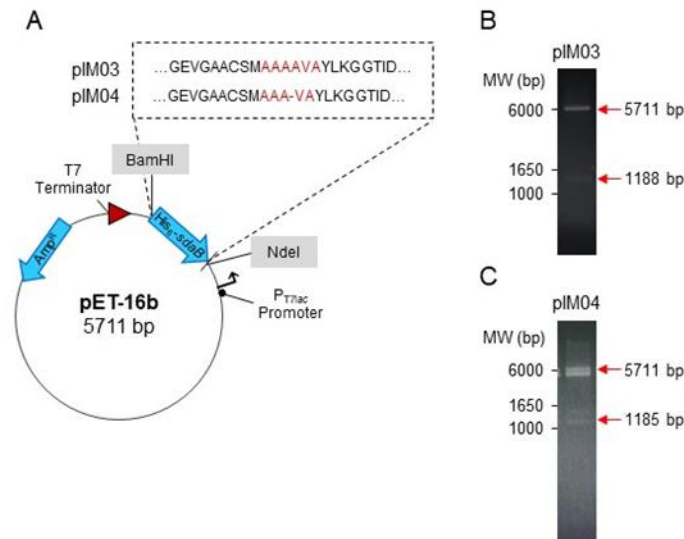 A
pIM03 ...GEVGAACSMAAAAVAYLKGGTID...
pIM04 ...GEVGAACSMAAA-VAYLKGGTID...
BamHI
T7
Terminator
AmpR
His6-sdaB
NdeI
PT7lac
Promoter
pET-16b
5711 bp
B
pIM03
MW (bp)
6000
5711 bp
1650
1188 bp
1000
C
pIM04
MW (bp)
6000
5711 bp
1650
1185 bp
1000